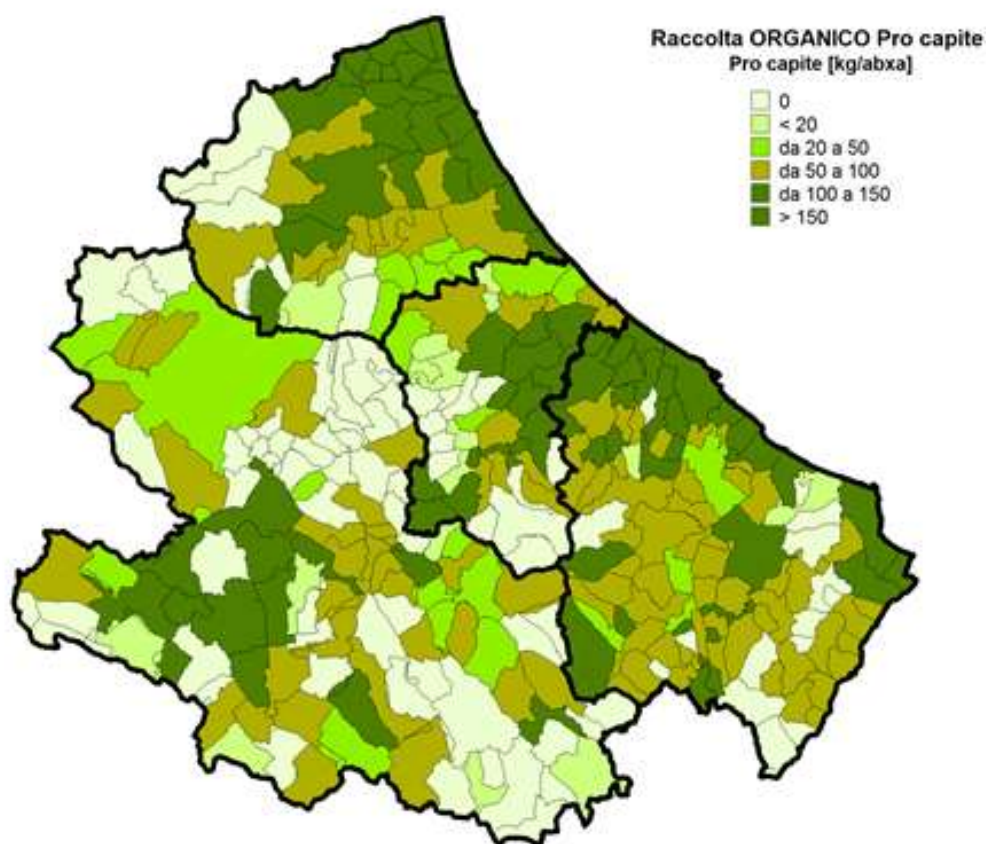 Raccolta ORGANICO Pro capite
Pro capite [kg/abxa]
0
< 20
da 20 a 50
da 50 a 100
da 100 a 150
> 150